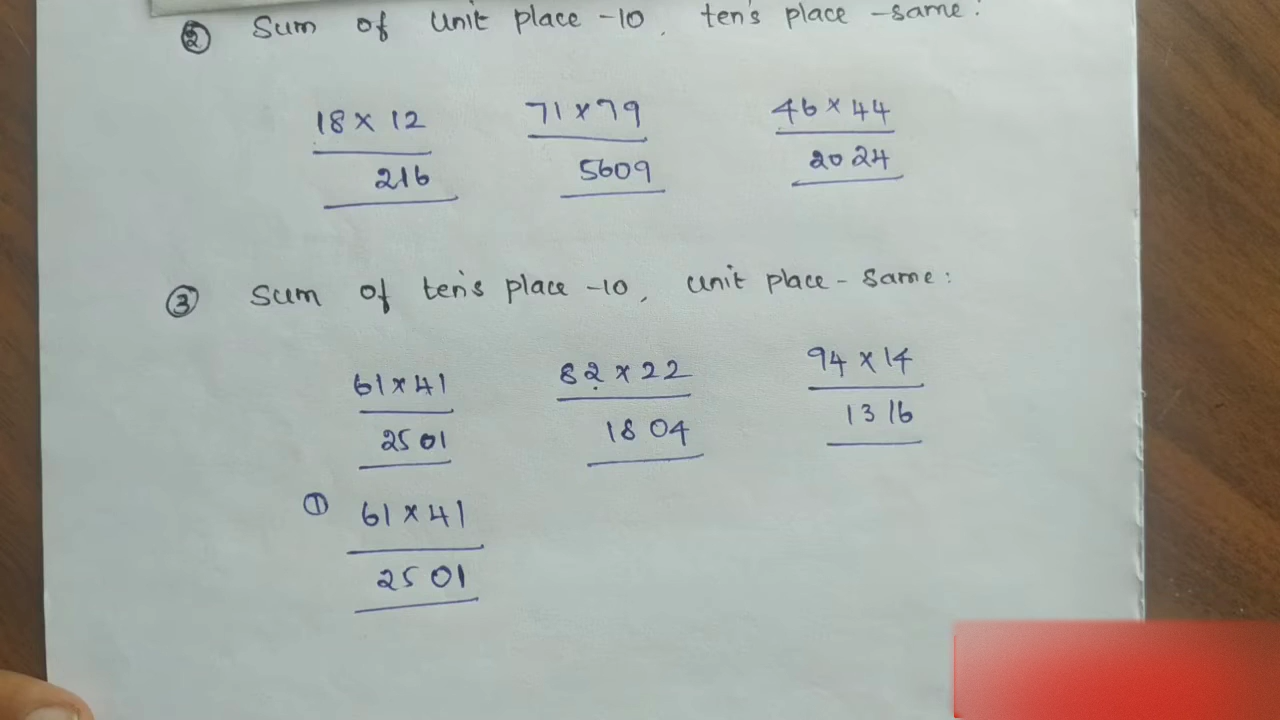 ② Sum of Unit place -10, ten's place -same:
18 × 12 71 × 79 46 × 44
216 5609 2024
③ Sum of ten's place -10, unit place - same:
61 × 41 82 × 22 94 × 14
2501 1804 1316
① 61 × 41
2501